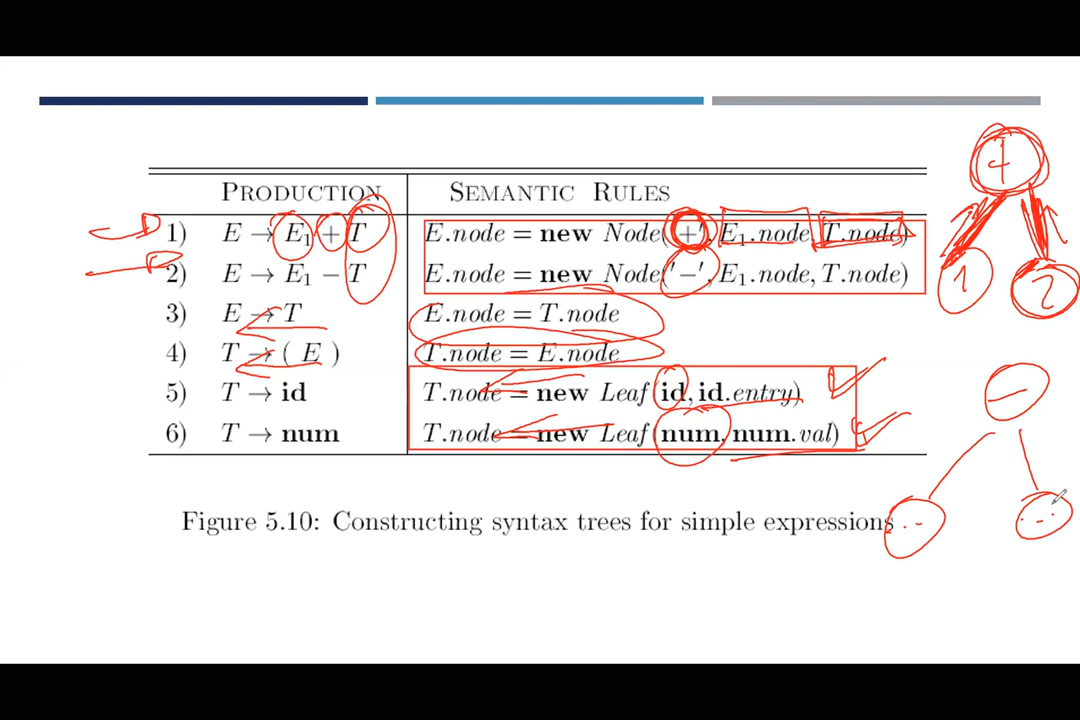 PRODUCTION SEMANTIC RULES
1) E → E₁ + T E.node = new Node('+', E₁.node, T.node)
2) E → E₁ − T E.node = new Node('−', E₁.node, T.node)
3) E → T E.node = T.node
4) T → ( E ) T.node = E.node
5) T → id T.node = new Leaf(id, id.entry)
6) T → num T.node = new Leaf(num, num.val)
Figure 5.10: Constructing syntax trees for simple expressions
+
1 2
−